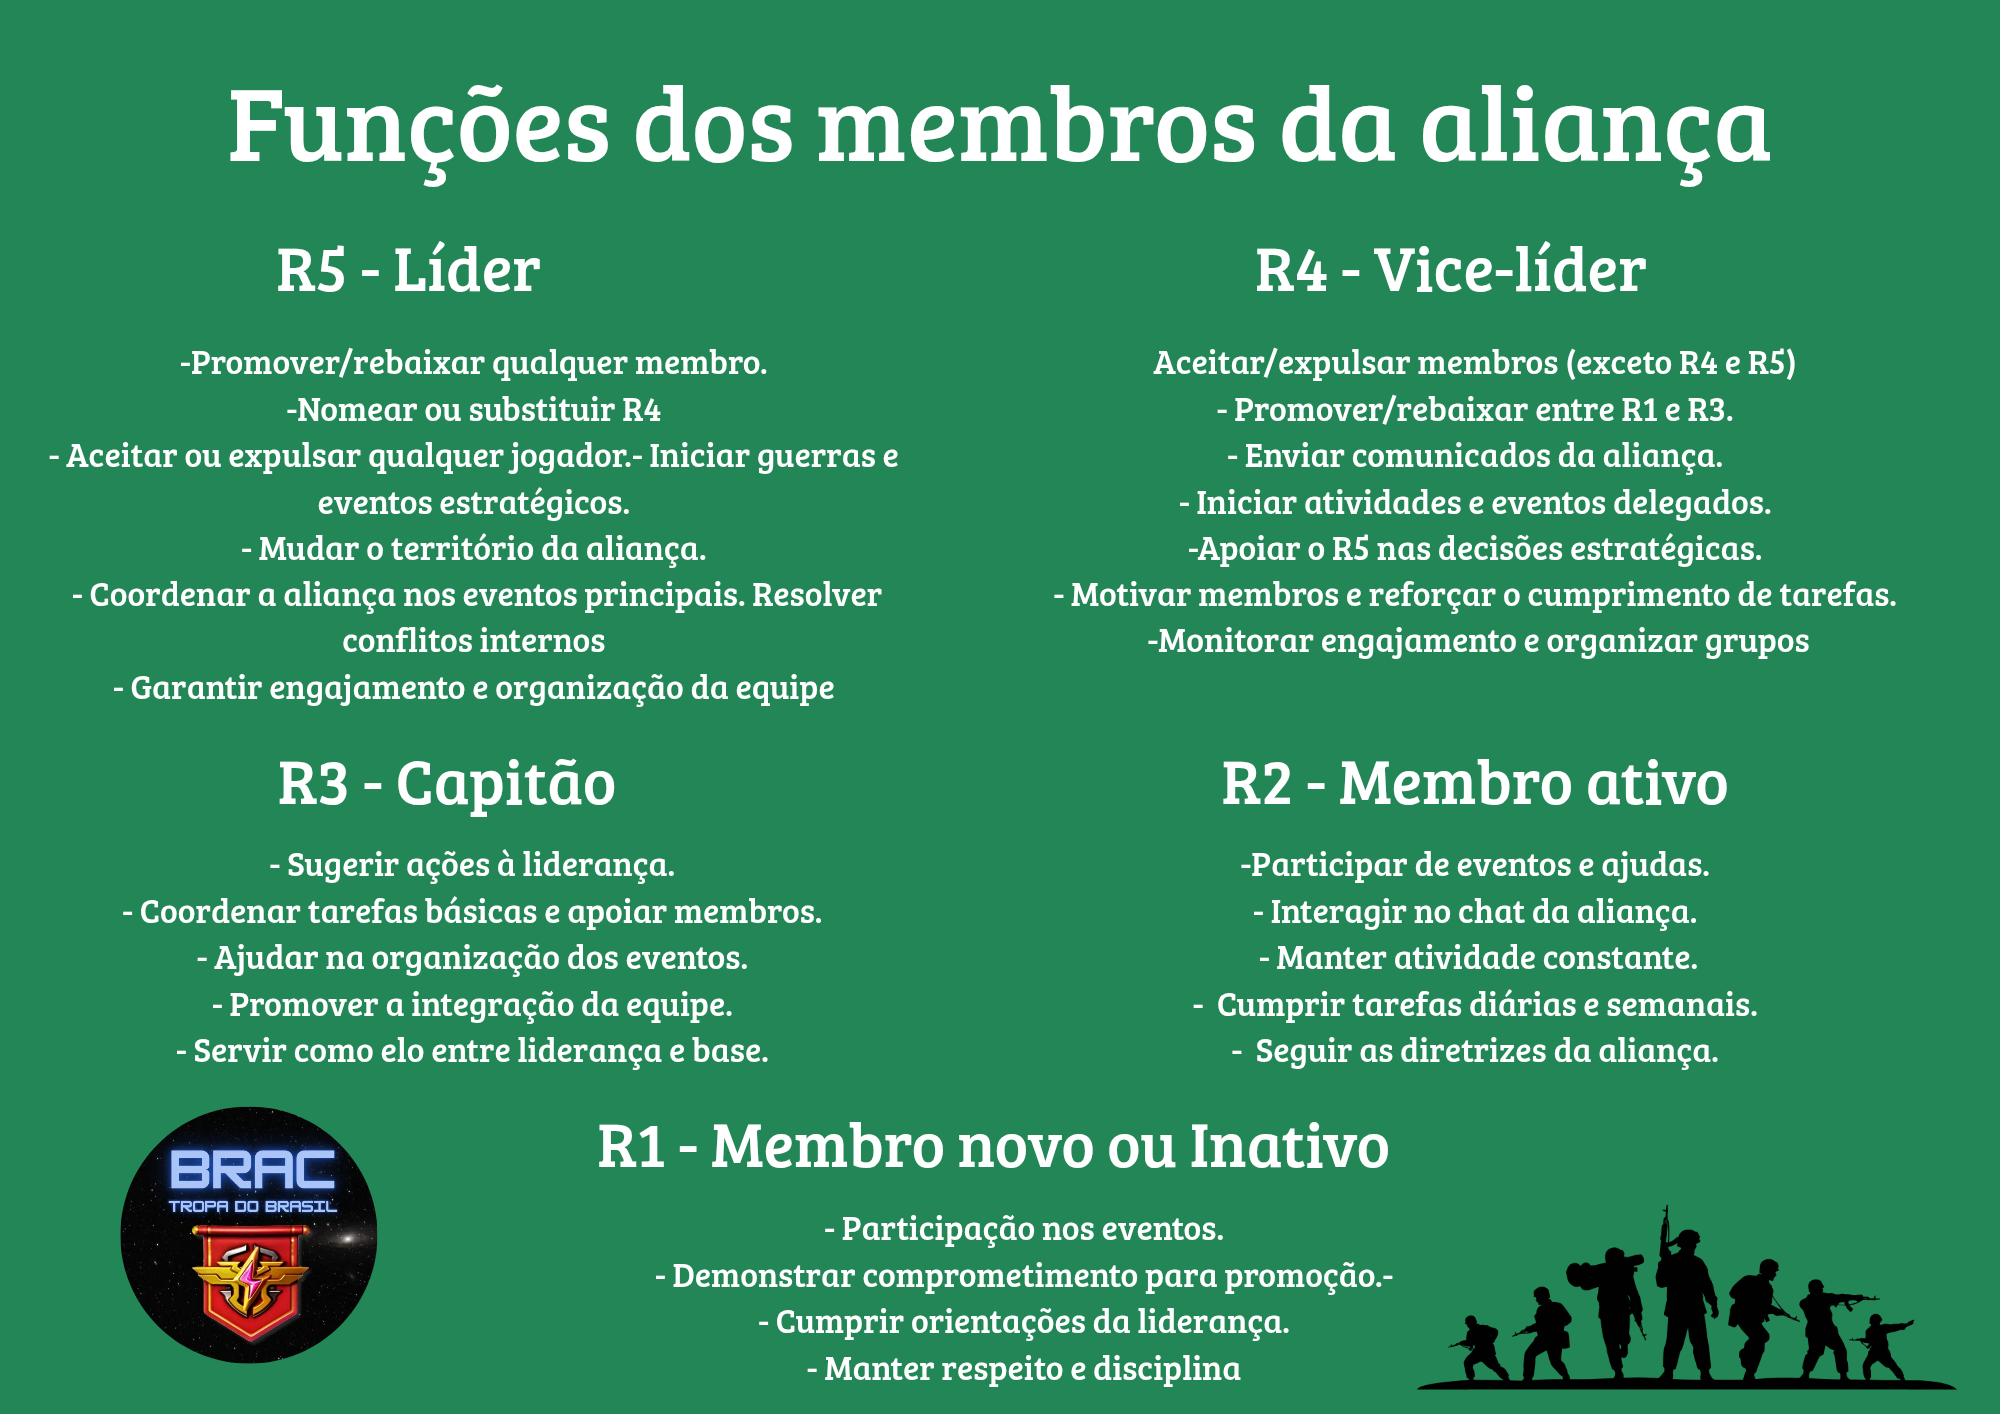 Funções dos membros da aliança
R5 - Líder
-Promover/rebaixar qualquer membro.
-Nomear ou substituir R4
- Aceitar ou expulsar qualquer jogador.- Iniciar guerras e
eventos estratégicos.
- Mudar o território da aliança.
- Coordenar a aliança nos eventos principais. Resolver
conflitos internos
- Garantir engajamento e organização da equipe
R4 - Vice-líder
Aceitar/expulsar membros (exceto R4 e R5)
- Promover/rebaixar entre R1 e R3.
- Enviar comunicados da aliança.
- Iniciar atividades e eventos delegados.
-Apoiar o R5 nas decisões estratégicas.
- Motivar membros e reforçar o cumprimento de tarefas.
-Monitorar engajamento e organizar grupos
R3 - Capitão
- Sugerir ações à liderança.
- Coordenar tarefas básicas e apoiar membros.
- Ajudar na organização dos eventos.
- Promover a integração da equipe.
- Servir como elo entre liderança e base.
R2 - Membro ativo
-Participar de eventos e ajudas.
- Interagir no chat da aliança.
- Manter atividade constante.
-  Cumprir tarefas diárias e semanais.
-  Seguir as diretrizes da aliança.
R1 - Membro novo ou Inativo
- Participação nos eventos.
- Demonstrar comprometimento para promoção.-
- Cumprir orientações da liderança.
- Manter respeito e disciplina
BRAC
TROPA DO BRASIL